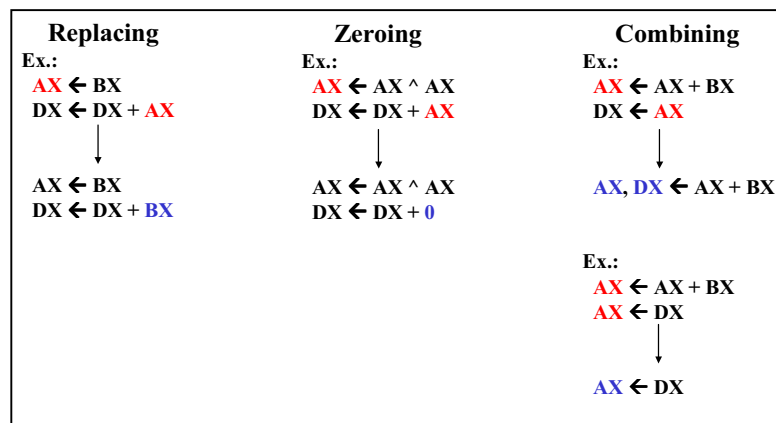 Replacing
Ex.:
AX ← BX
DX ← DX + AX
AX ← BX
DX ← DX + BX
Zeroing
Ex.:
AX ← AX ^ AX
DX ← DX + AX
AX ← AX ^ AX
DX ← DX + 0
Combining
Ex.:
AX ← AX + BX
DX ← AX
AX, DX ← AX + BX
Ex.:
AX ← AX + BX
AX ← DX
AX ← DX